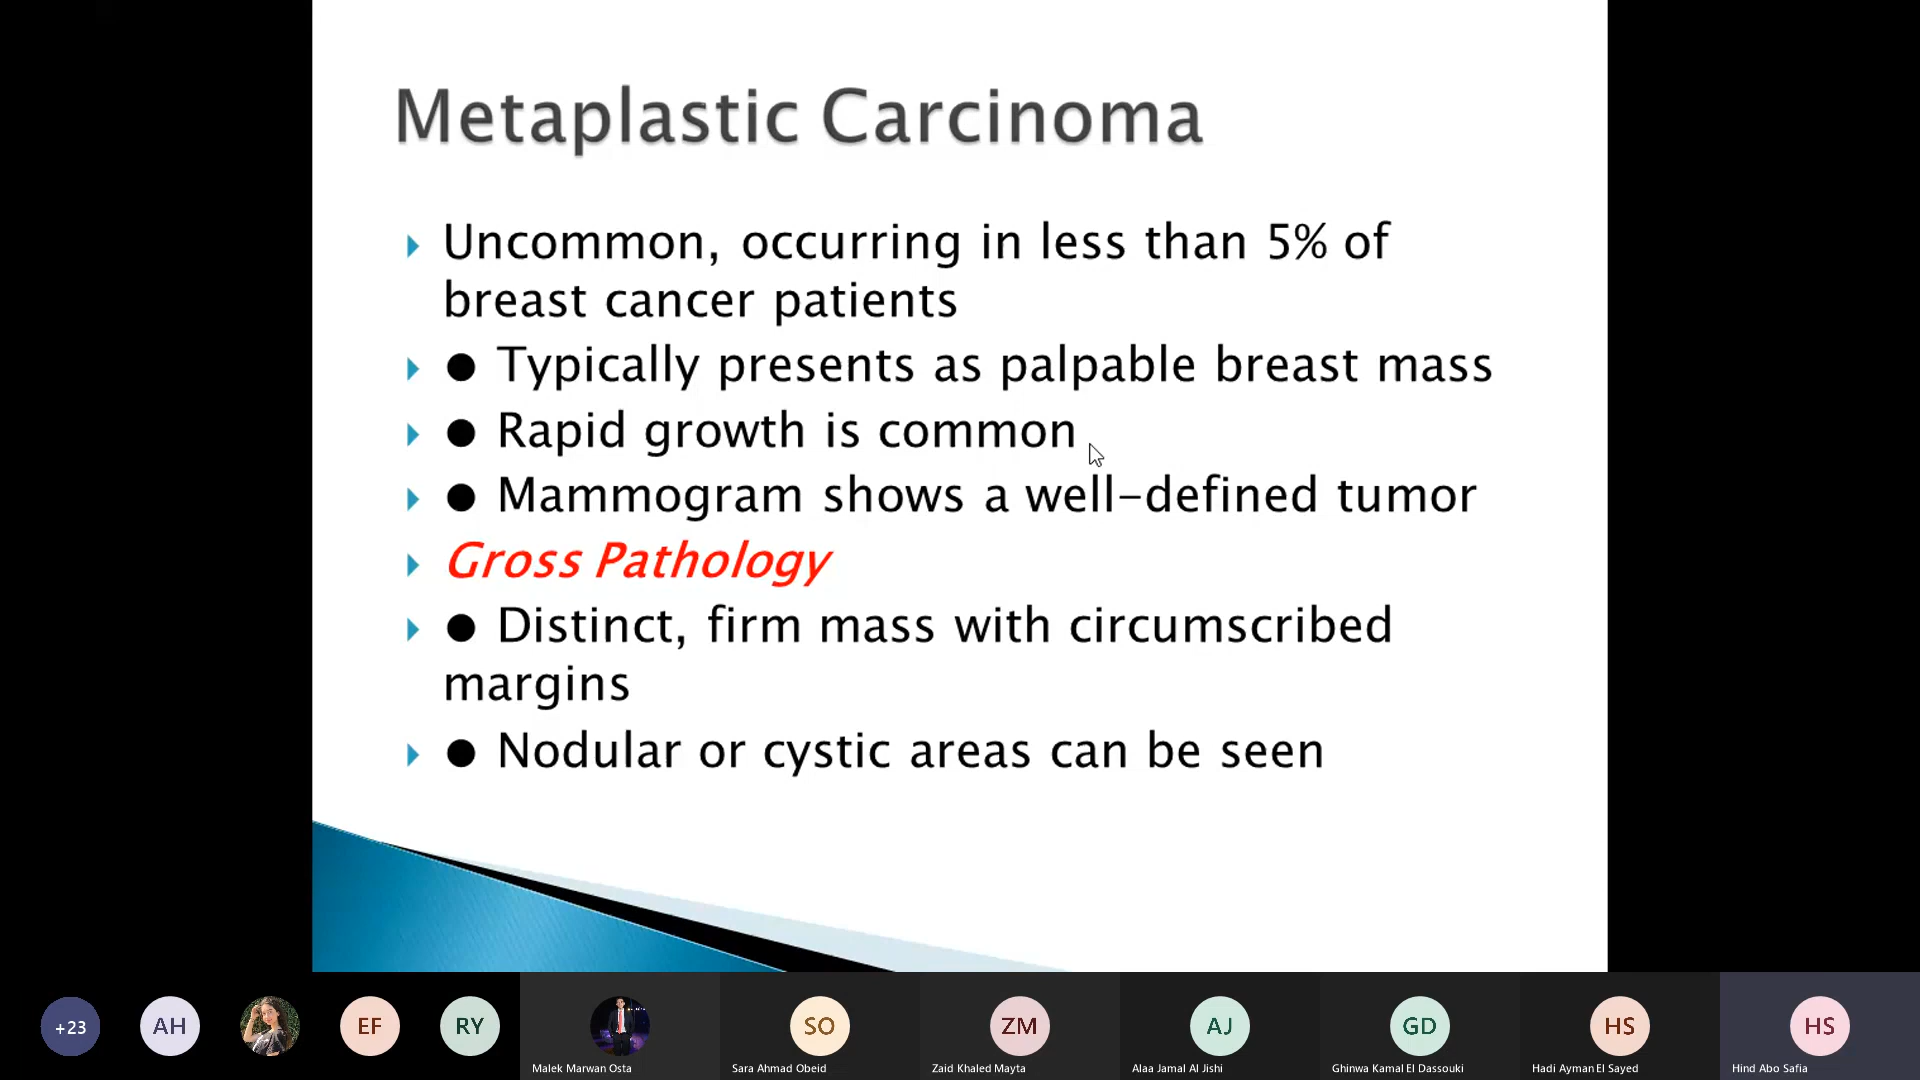 Metaplastic Carcinoma
Uncommon, occurring in less than 5% of
breast cancer patients
● Typically presents as palpable breast mass
● Rapid growth is common
● Mammogram shows a well-defined tumor
Gross Pathology
● Distinct, firm mass with circumscribed
margins
● Nodular or cystic areas can be seen
+23
AH
EF
RY
SO
ZM
AJ
GD
HS
HS
Malek Marwan Osta
Sara Ahmad Obeid
Zaid Khaled Mayta
Alaa Jamal Al Jishi
Ghinwa Kamal El Dassouki
Hadi Ayman El Sayed
Hind Abo Safia